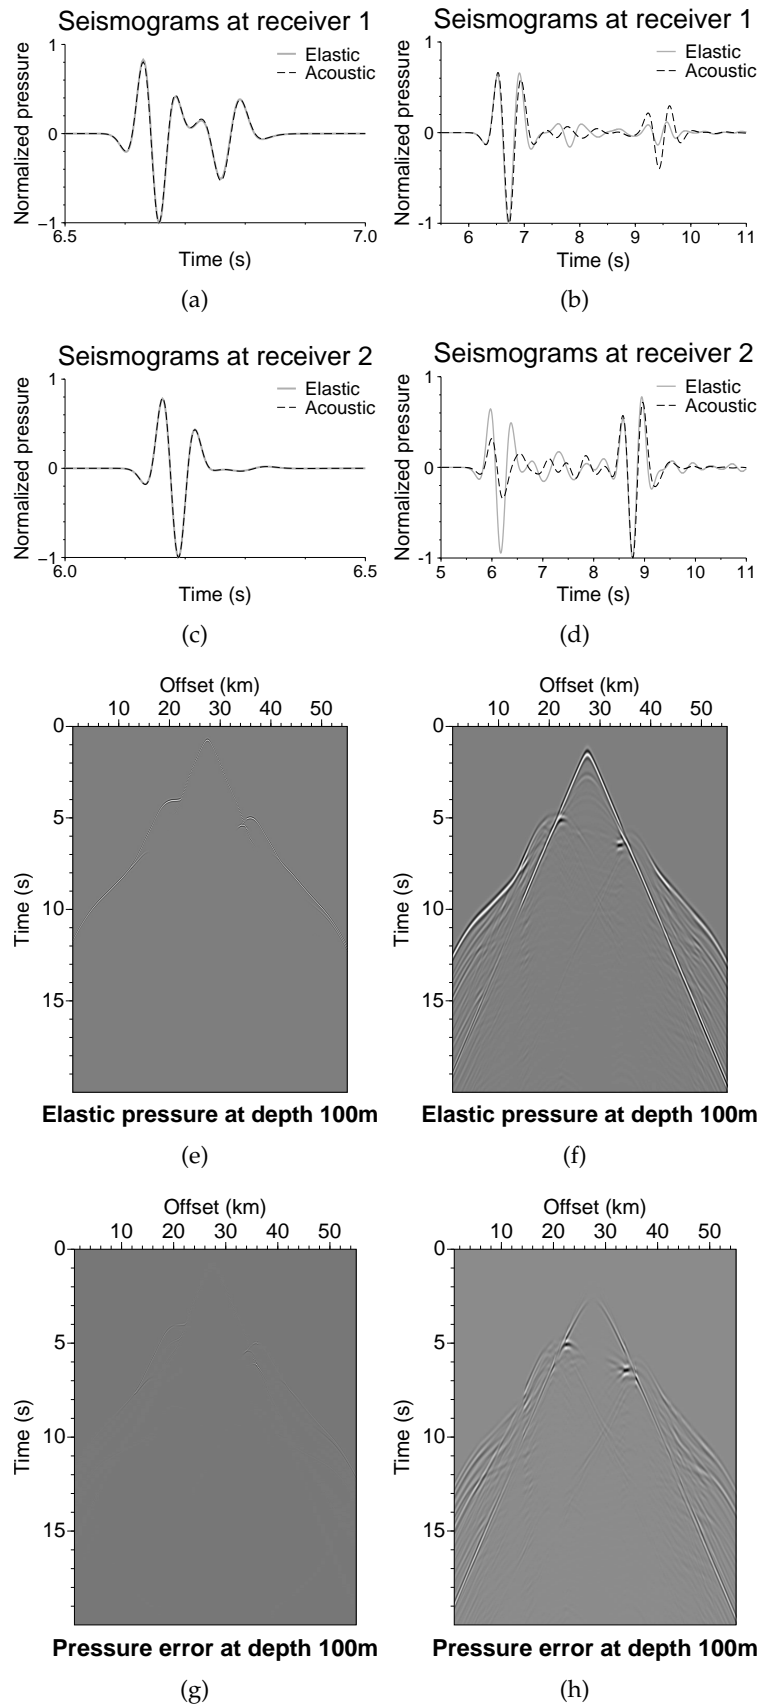 Seismograms at receiver 1
Normalized pressure
1
0
−1
Elastic
Acoustic
6.5
7.0
Time (s)
(a)
Seismograms at receiver 1
Normalized pressure
1
0
-1
Elastic
Acoustic
6 7 8 9 10 11
Time (s)
(b)
Seismograms at receiver 2
Normalized pressure
1
0
−1
Elastic
Acoustic
6.0
6.5
Time (s)
(c)
Seismograms at receiver 2
Normalized pressure
1
0
-1
Elastic
Acoustic
5 6 7 8 9 10 11
Time (s)
(d)
Offset (km)
10 20 30 40 50
Time (s)
0
5
10
15
Elastic pressure at depth 100m
(e)
Offset (km)
10 20 30 40 50
Time (s)
0
5
10
15
Elastic pressure at depth 100m
(f)
Offset (km)
10 20 30 40 50
Time (s)
0
5
10
15
Pressure error at depth 100m
(g)
Offset (km)
10 20 30 40 50
Time (s)
0
5
10
15
Pressure error at depth 100m
(h)